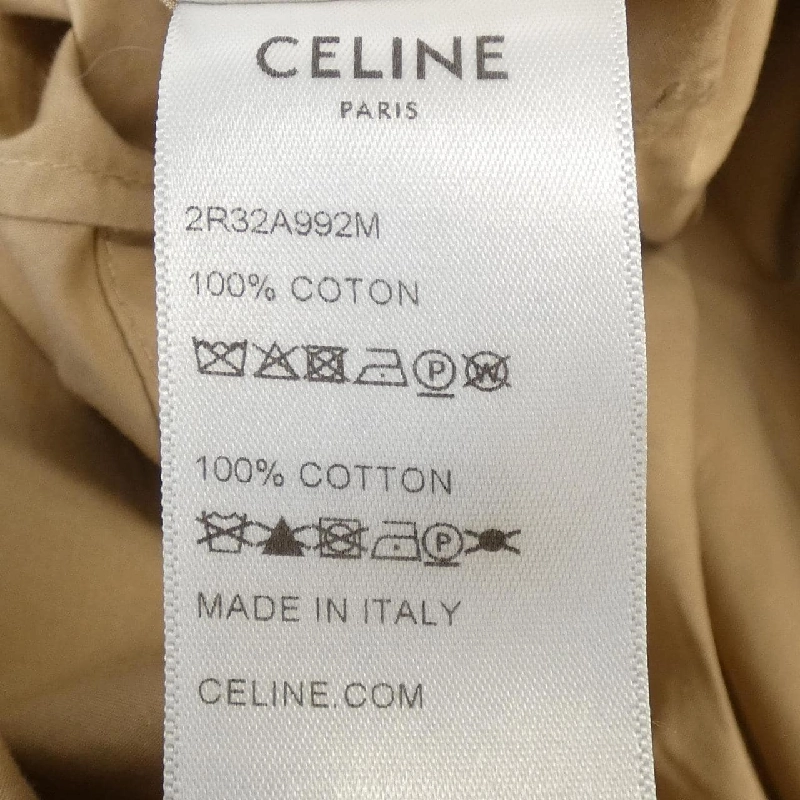 CELINE
PARIS
2R32A992M
100% COTON
P W
100% COTTON
P
MADE IN ITALY
CELINE.COM